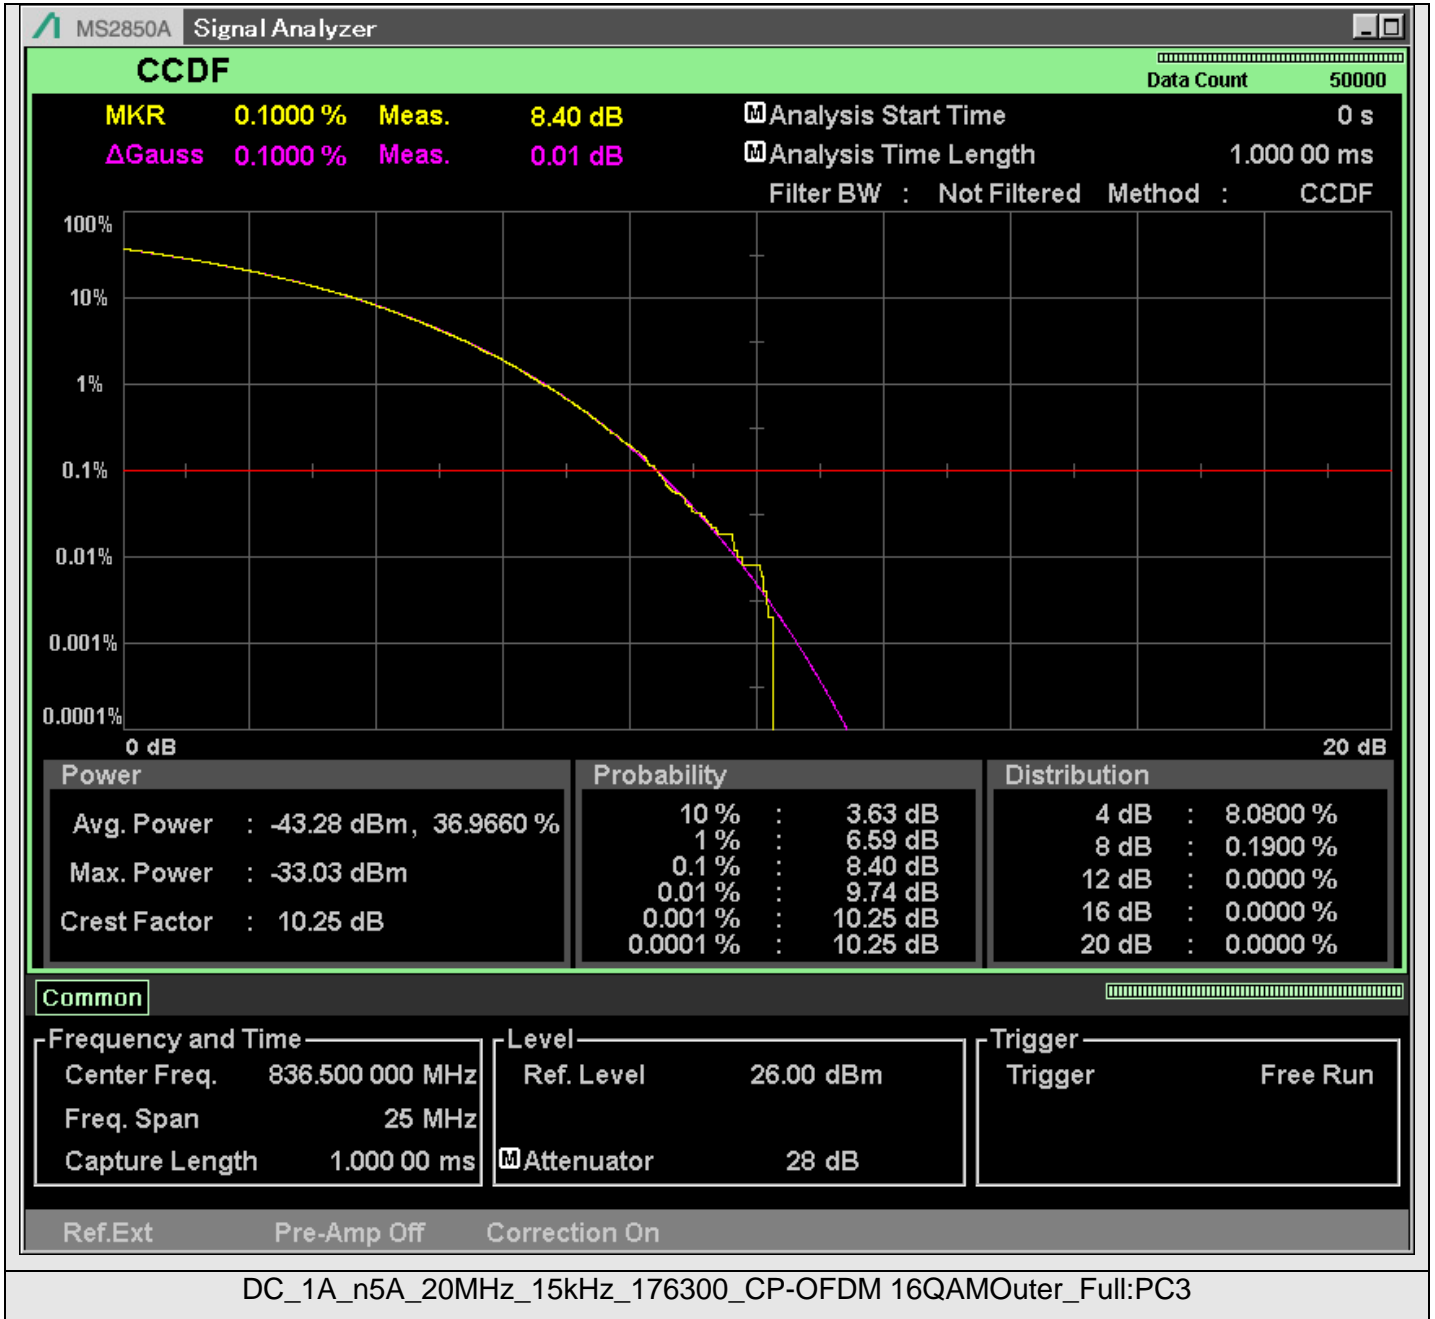 MS2850A Signal Analyzer
CCDF
Data Count 50000
MKR 0.1000 % Meas. 8.40 dB
ΔGauss 0.1000 % Meas. 0.01 dB
M Analysis Start Time 0 s
M Analysis Time Length 1.000 00 ms
Filter BW : Not Filtered Method : CCDF
100%
10%
1%
0.1%
0.01%
0.001%
0.0001%
0 dB 20 dB
Power
Avg. Power : -43.28 dBm, 36.9660 %
Max. Power : -33.03 dBm
Crest Factor : 10.25 dB
Probability
10 % : 3.63 dB
1 % : 6.59 dB
0.1 % : 8.40 dB
0.01 % : 9.74 dB
0.001 % : 10.25 dB
0.0001 % : 10.25 dB
Distribution
4 dB : 8.0800 %
8 dB : 0.1900 %
12 dB : 0.0000 %
16 dB : 0.0000 %
20 dB : 0.0000 %
Common
Frequency and Time
Center Freq. 836.500 000 MHz
Freq. Span 25 MHz
Capture Length 1.000 00 ms
Level
Ref. Level 26.00 dBm
M Attenuator 28 dB
Trigger
Trigger Free Run
Ref.Ext Pre-Amp Off Correction On
DC_1A_n5A_20MHz_15kHz_176300_CP-OFDM 16QAMOuter_Full:PC3